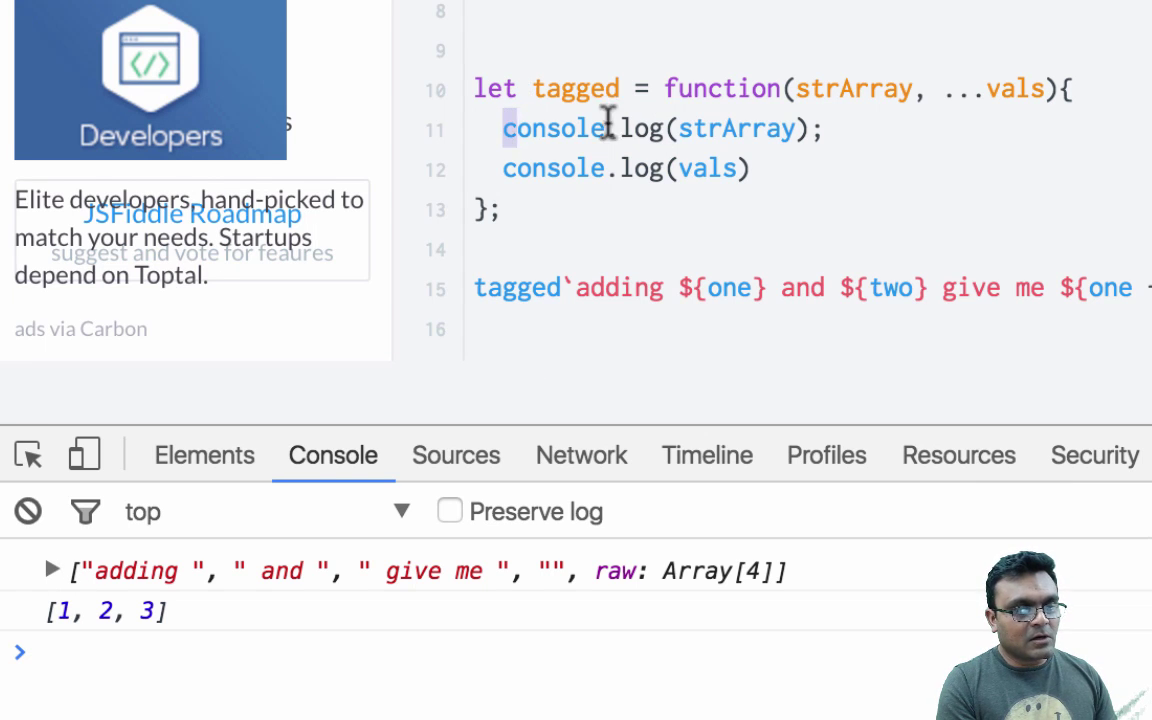 Developers
s
Elite developers, hand-picked to
JSFiddle Roadmap
match your needs. Startups
suggest and vote for feaures
depend on Toptal.
ads via Carbon
8
9
10 let tagged = function(strArray, ...vals){
11 console.log(strArray);
12 console.log(vals)
13 };
14
15 tagged`adding ${one} and ${two} give me ${one
16
Elements Console Sources Network Timeline Profiles Resources Security
top Preserve log
["adding ", " and ", " give me ", "", raw: Array[4]]
[1, 2, 3]